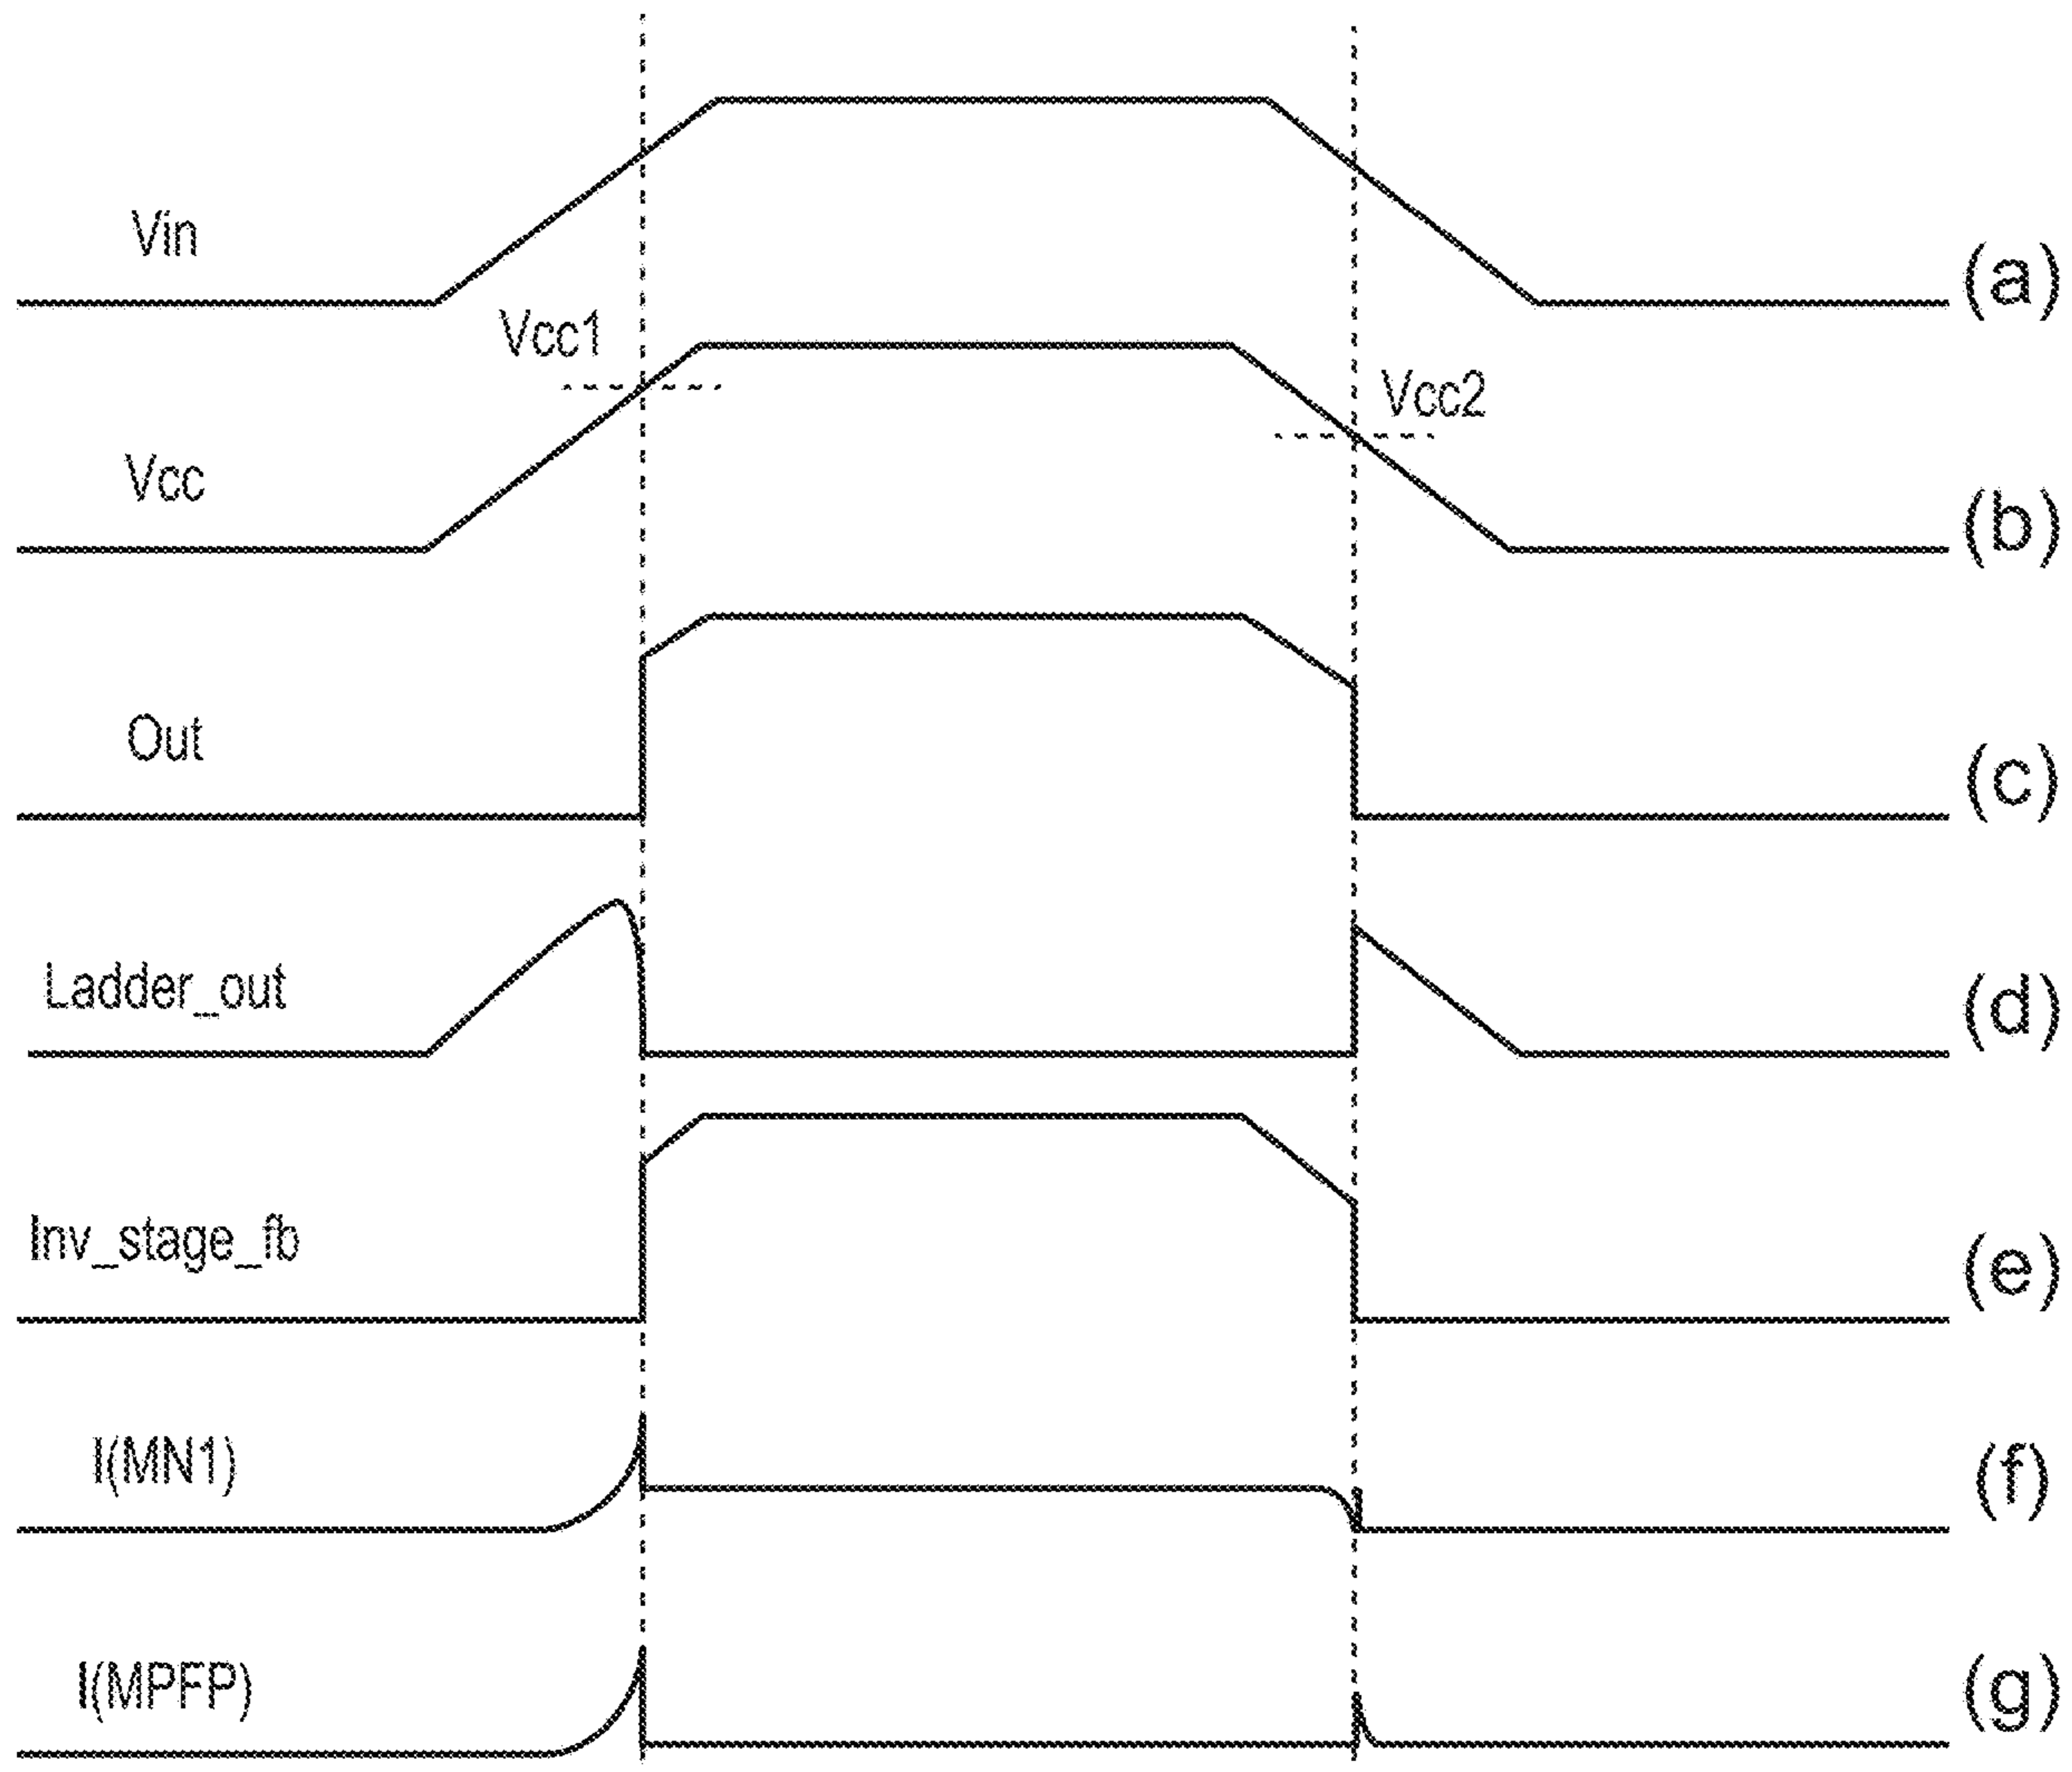 Vin
(a)
Vcc1
Vcc2
Vcc
(b)
Out
(c)
Ladder_out
(d)
Inv_stage_fb
(e)
I(MN1)
(f)
I(MPFP)
(g)